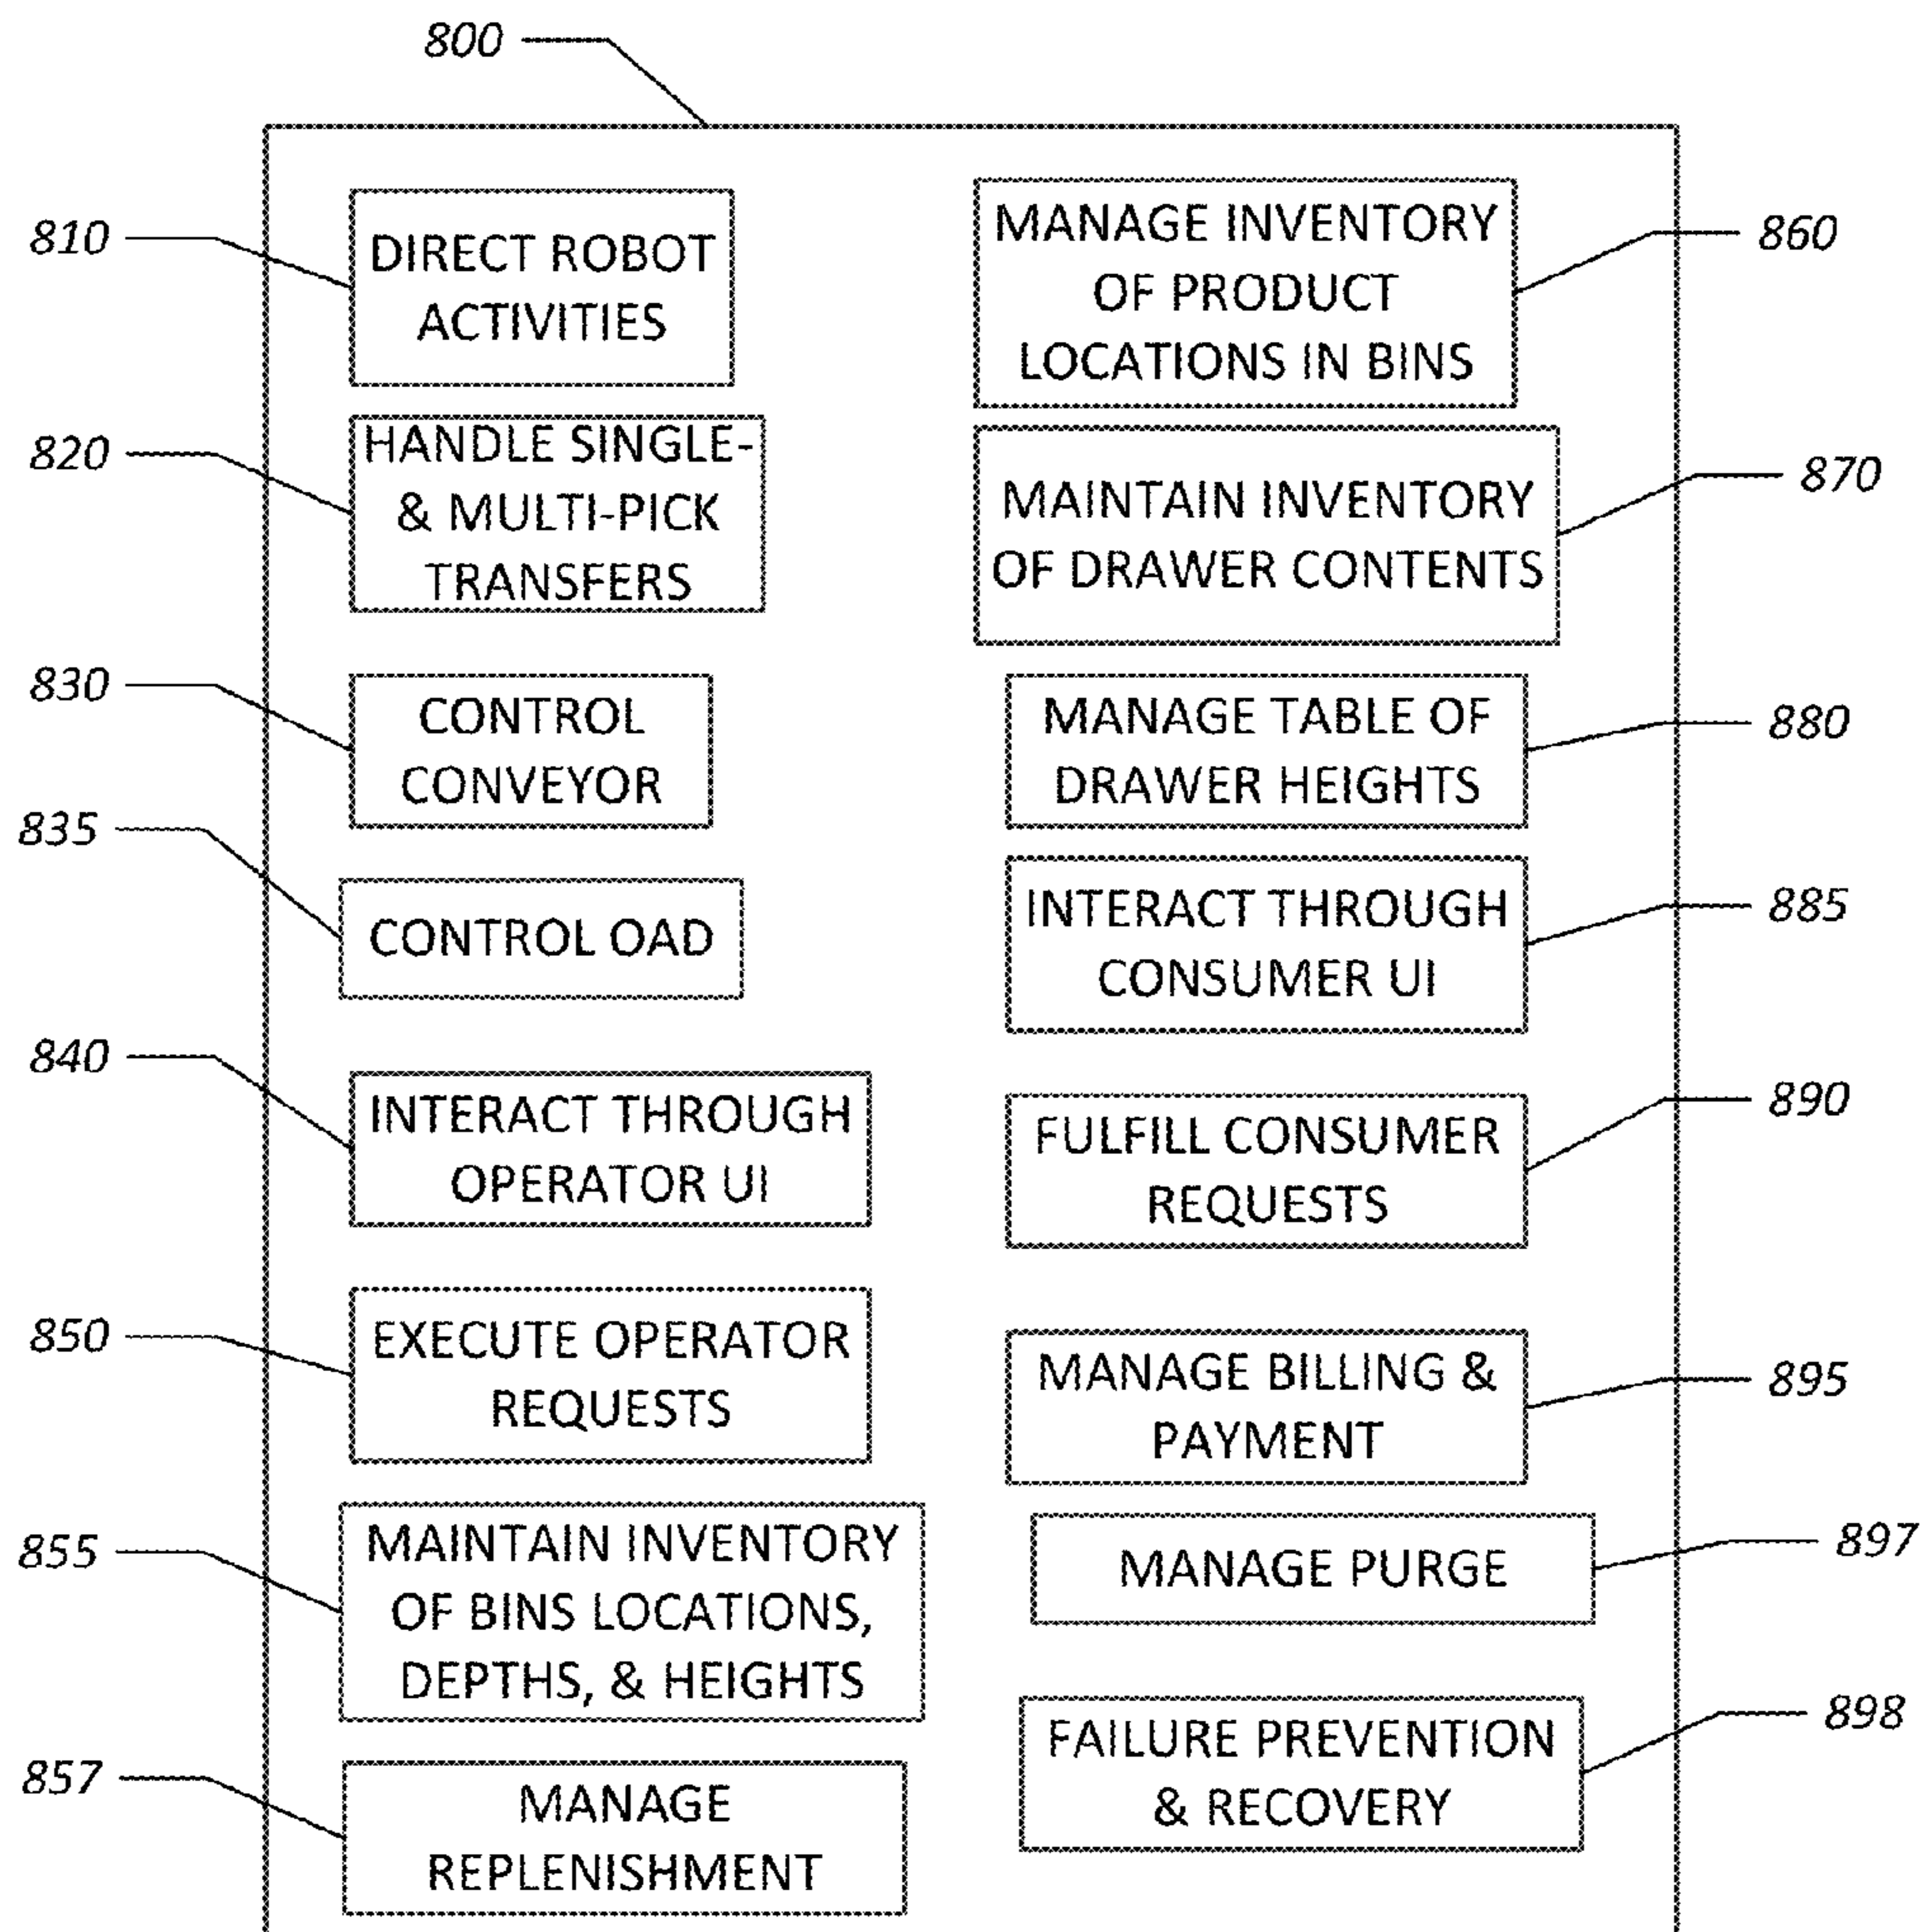 800
810
DIRECT ROBOT
ACTIVITIES
820
HANDLE SINGLE-
& MULTI-PICK
TRANSFERS
830
CONTROL
CONVEYOR
835
CONTROL OAD
840
INTERACT THROUGH
OPERATOR UI
850
EXECUTE OPERATOR
REQUESTS
855
MAINTAIN INVENTORY
OF BINS LOCATIONS,
DEPTHS, & HEIGHTS
857
MANAGE
REPLENISHMENT
MANAGE INVENTORY
OF PRODUCT
LOCATIONS IN BINS
860
MAINTAIN INVENTORY
OF DRAWER CONTENTS
870
MANAGE TABLE OF
DRAWER HEIGHTS
880
INTERACT THROUGH
CONSUMER UI
885
FULFILL CONSUMER
REQUESTS
890
MANAGE BILLING &
PAYMENT
895
MANAGE PURGE
897
FAILURE PREVENTION
& RECOVERY
898